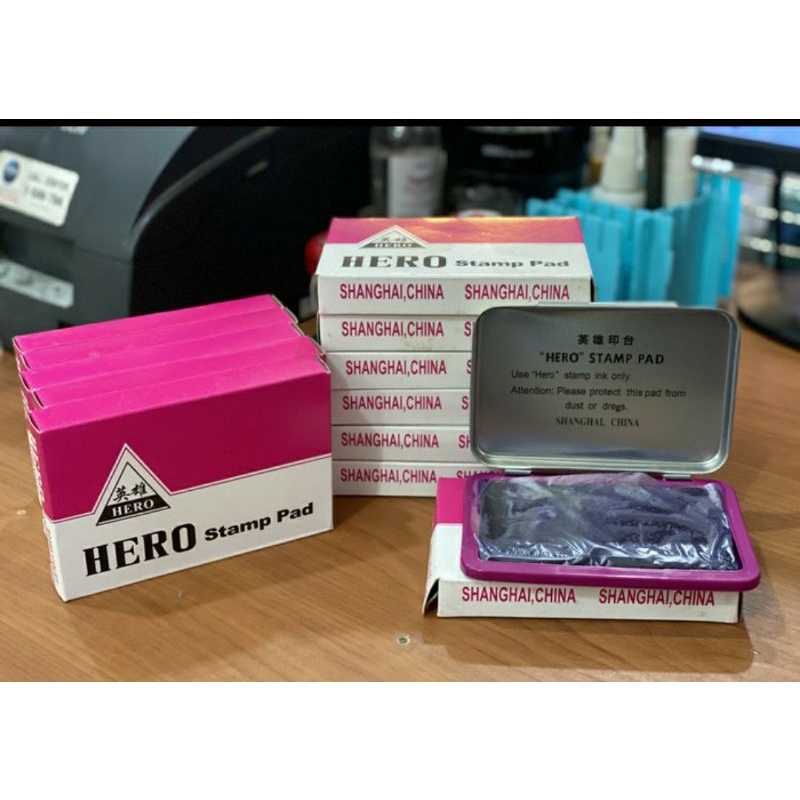 英雄
HERO
HERO Stamp Pad
英雄
HERO
HERO Stamp Pad
SHANGHAI,CHINA SHANGHAI,CHINA
SHANGHAI,CHINA
SHANGHAI,CHINA
SHANGHAI,CHINA
SHANGHAI,CHINA
SHANGHAI,CHINA
英雄印台
"HERO" STAMP PAD
Use "Hero" stamp ink only.
Attention: Please protect this pad from
dust or dregs.
SHANGHAI, CHINA
SHANGHAI,CHINA SHANGHAI,CHINA